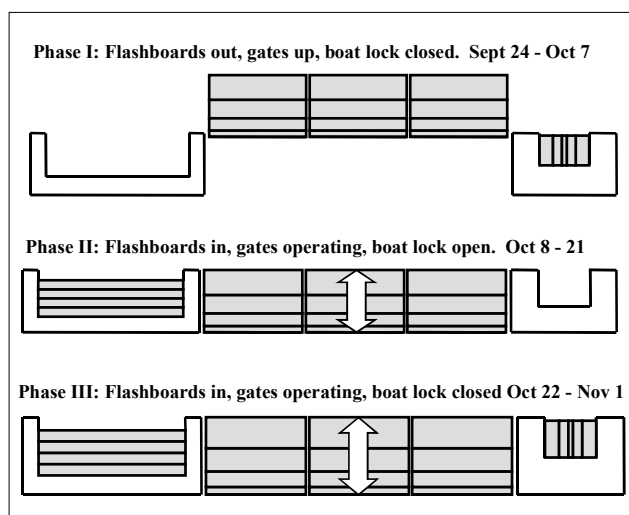 Phase I: Flashboards out, gates up, boat lock closed. Sept 24 - Oct 7
Phase II: Flashboards in, gates operating, boat lock open. Oct 8 - 21
Phase III: Flashboards in, gates operating, boat lock closed Oct 22 - Nov 1